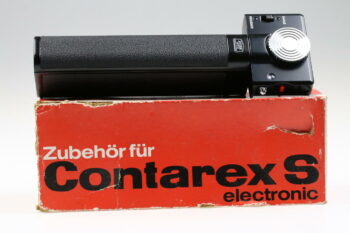 Zubehör für
Contarex S
electronic